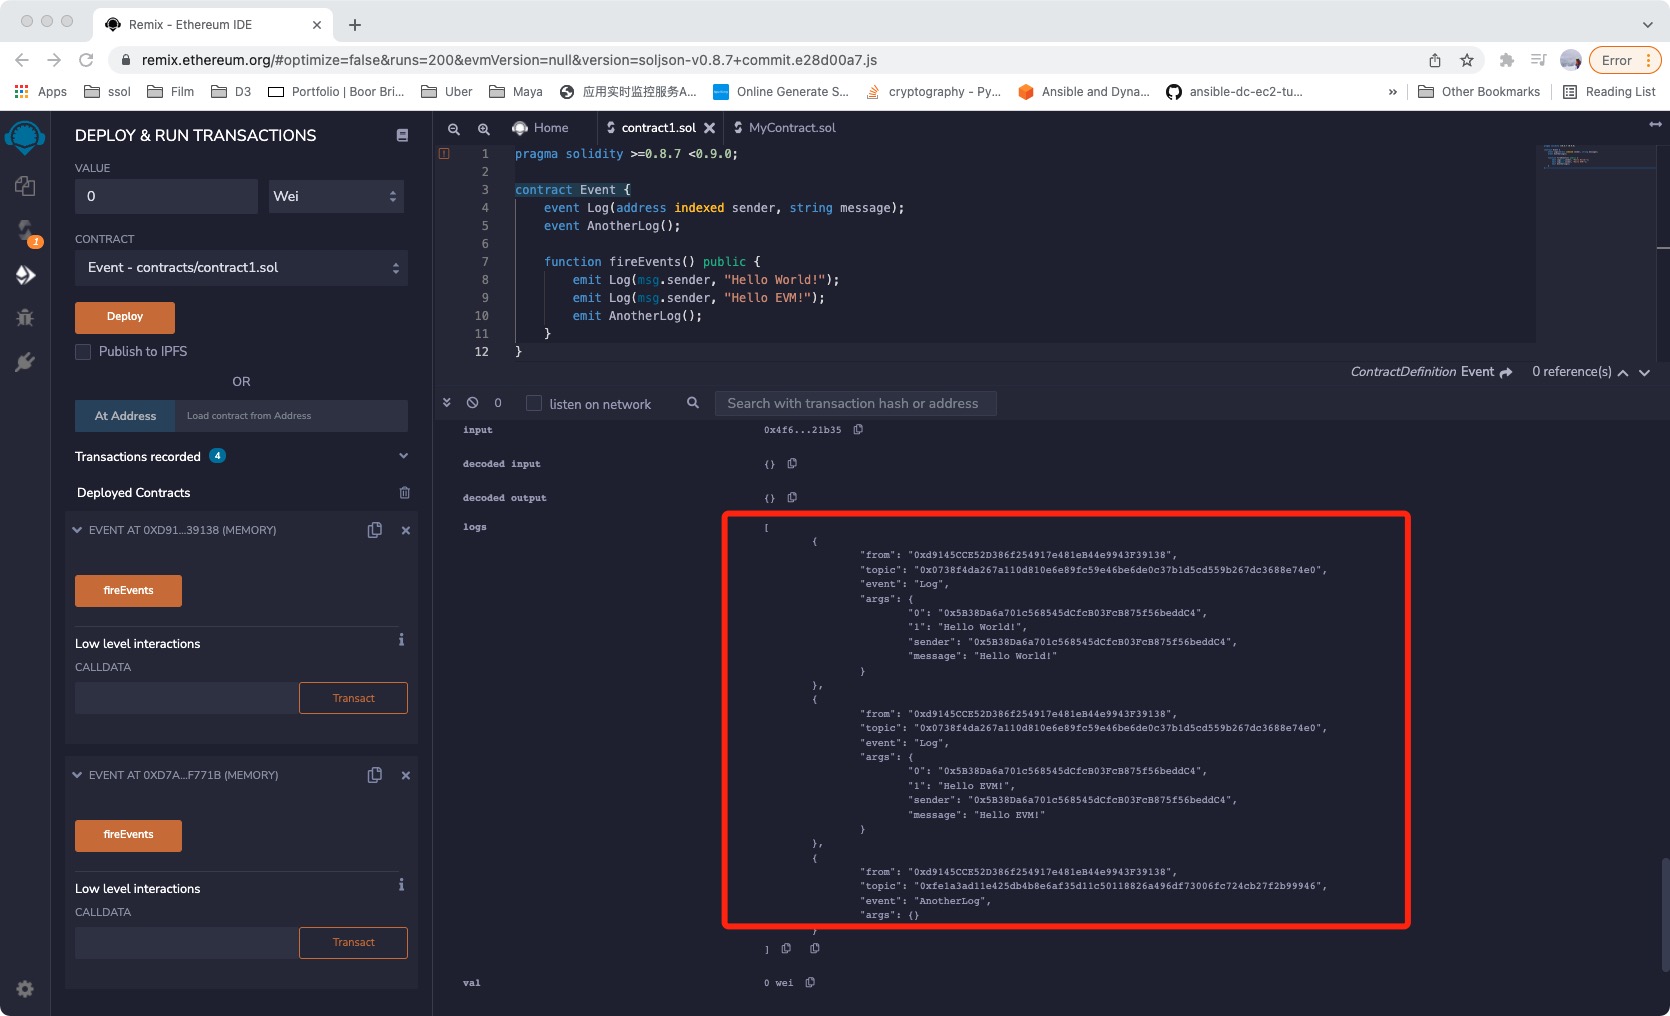 Remix - Ethereum IDE
remix.ethereum.org/#optimize=false&runs=200&evmVersion=null&version=soljson-v0.8.7+commit.e28d00a7.js
Error
Apps
ssol
Film
D3
Portfolio | Boor Bri...
Uber
Maya
应用实时监控服务A...
Online Generate S...
cryptography - Py...
Ansible and Dyna...
ansible-dc-ec2-tu...
»
Other Bookmarks
Reading List
DEPLOY & RUN TRANSACTIONS
VALUE
0
Wei
CONTRACT
Event - contracts/contract1.sol
Deploy
Publish to IPFS
OR
At Address
Load contract from Address
Transactions recorded 4
Deployed Contracts
EVENT AT 0XD91...39138 (MEMORY)
fireEvents
Low level interactions
CALLDATA
Transact
EVENT AT 0XD7A...F771B (MEMORY)
fireEvents
Low level interactions
CALLDATA
Transact
1
Home
contract1.sol
MyContract.sol
1 pragma solidity >=0.8.7 <0.9.0;
2
3 contract Event {
4 event Log(address indexed sender, string message);
5 event AnotherLog();
6
7 function fireEvents() public {
8 emit Log(msg.sender, "Hello World!");
9 emit Log(msg.sender, "Hello EVM!");
10 emit AnotherLog();
11 }
12 }
ContractDefinition Event 0 reference(s)
0
listen on network
Search with transaction hash or address
input 0x4f6...21b35
decoded input {}
decoded output {}
logs [
{
"from": "0xd9145CCE52D386f254917e481eB44e9943F39138",
"topic": "0x0738f4da267a110d810e6e89fc59e46be6de0c37b1d5cd559b267dc3688e74e0",
"event": "Log",
"args": {
"0": "0x5B38Da6a701c568545dCfcB03FcB875f56beddC4",
"1": "Hello World!",
"sender": "0x5B38Da6a701c568545dCfcB03FcB875f56beddC4",
"message": "Hello World!"
}
},
{
"from": "0xd9145CCE52D386f254917e481eB44e9943F39138",
"topic": "0x0738f4da267a110d810e6e89fc59e46be6de0c37b1d5cd559b267dc3688e74e0",
"event": "Log",
"args": {
"0": "0x5B38Da6a701c568545dCfcB03FcB875f56beddC4",
"1": "Hello EVM!",
"sender": "0x5B38Da6a701c568545dCfcB03FcB875f56beddC4",
"message": "Hello EVM!"
}
},
{
"from": "0xd9145CCE52D386f254917e481eB44e9943F39138",
"topic": "0xfe1a3ad11e425db4b8e6af35d11c50118826a496df73006fc724cb27f2b99946",
"event": "AnotherLog",
"args": {}
}
]
val 0 wei